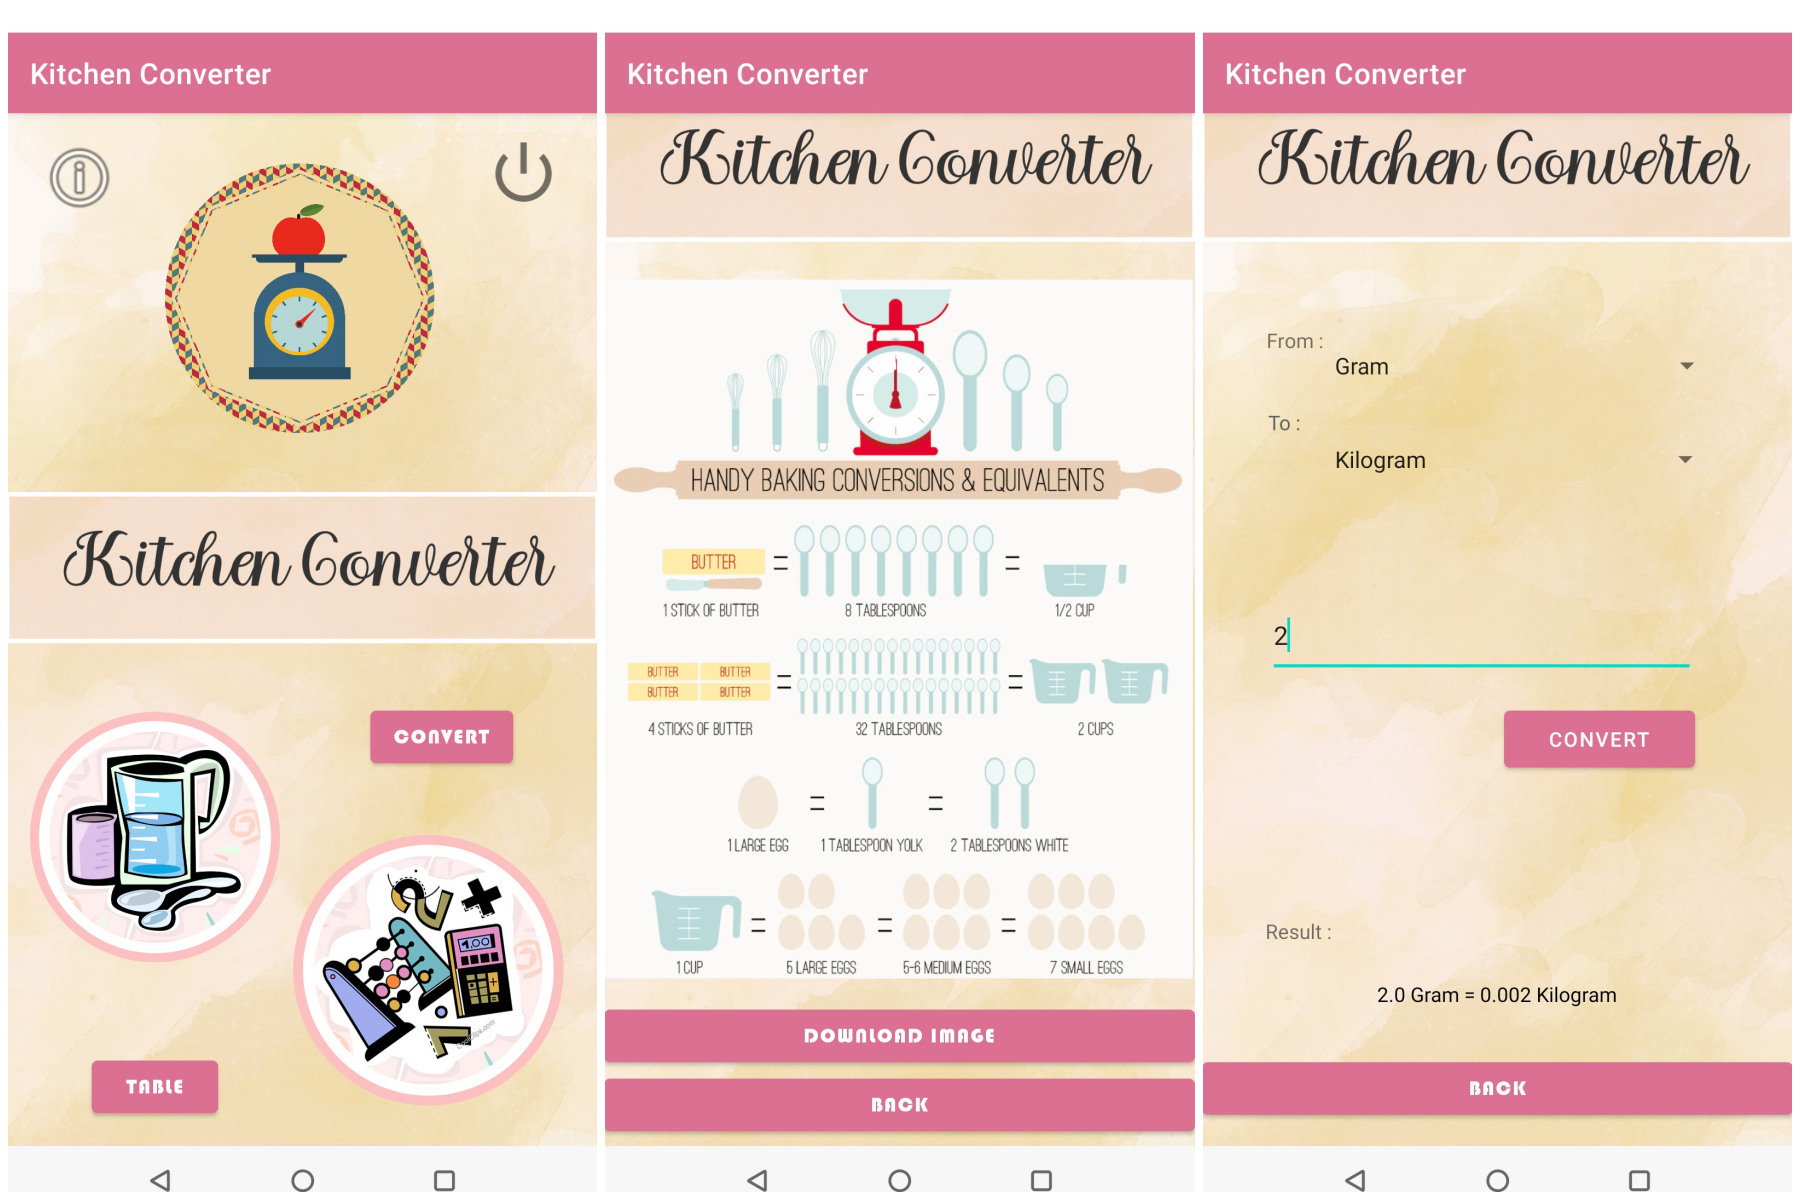 Kitchen Converter
Kitchen Converter
CONVERT
1.00
TABLE
Kitchen Converter
Kitchen Converter
HANDY BAKING CONVERSIONS & EQUIVALENTS
BUTTER
= =
1 STICK OF BUTTER 8 TABLESPOONS 1/2 CUP
BUTTER BUTTER
BUTTER BUTTER
= =
4 STICKS OF BUTTER 32 TABLESPOONS 2 CUPS
= =
1 LARGE EGG 1 TABLESPOON YOLK 2 TABLESPOONS WHITE
= = =
1 CUP 5 LARGE EGGS 5-6 MEDIUM EGGS 7 SMALL EGGS
DOWNLOAD IMAGE
BACK
Kitchen Converter
Kitchen Converter
From :
Gram
To :
Kilogram
2
CONVERT
Result :
2.0 Gram = 0.002 Kilogram
BACK